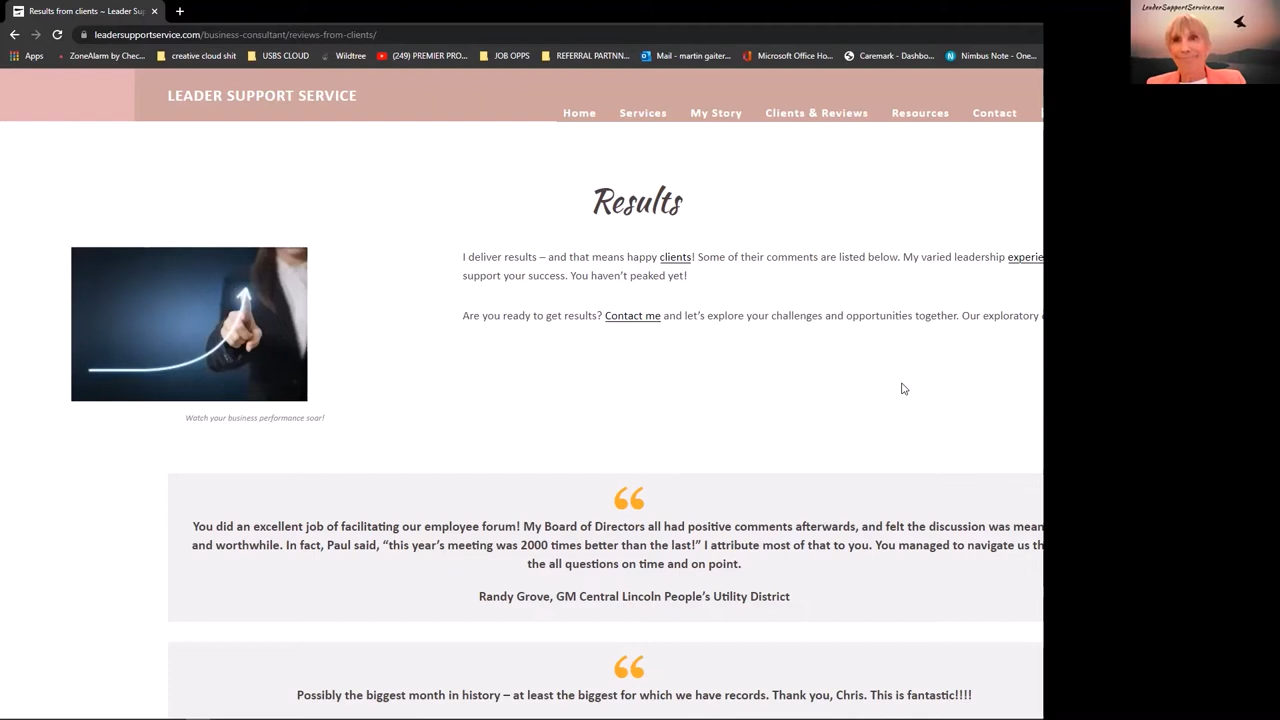 Results from clients ~ Leader Su
leadersupportservice.com/business-consultant/reviews-from-clients/
Apps ZoneAlarm by Chec... creative cloud shit USBS CLOUD Wildtree (249) PREMIER PRO... JOB OPPS REFERRAL PARTNN... Mail - martin gaiter... Microsoft Office Ho... Caremark - Dashbo... Nimbus Note - One...
LeaderSupportService.com
LEADER SUPPORT SERVICE
Home Services My Story Clients & Reviews Resources Contact
Results
I deliver results – and that means happy clients! Some of their comments are listed below. My varied leadership experie
support your success. You haven't peaked yet!
Are you ready to get results? Contact me and let's explore your challenges and opportunities together. Our exploratory
Watch your business performance soar!
You did an excellent job of facilitating our employee forum! My Board of Directors all had positive comments afterwards, and felt the discussion was mean
and worthwhile. In fact, Paul said, "this year's meeting was 2000 times better than the last!" I attribute most of that to you. You managed to navigate us th
the all questions on time and on point.
Randy Grove, GM Central Lincoln People's Utility District
Possibly the biggest month in history – at least the biggest for which we have records. Thank you, Chris. This is fantastic!!!!